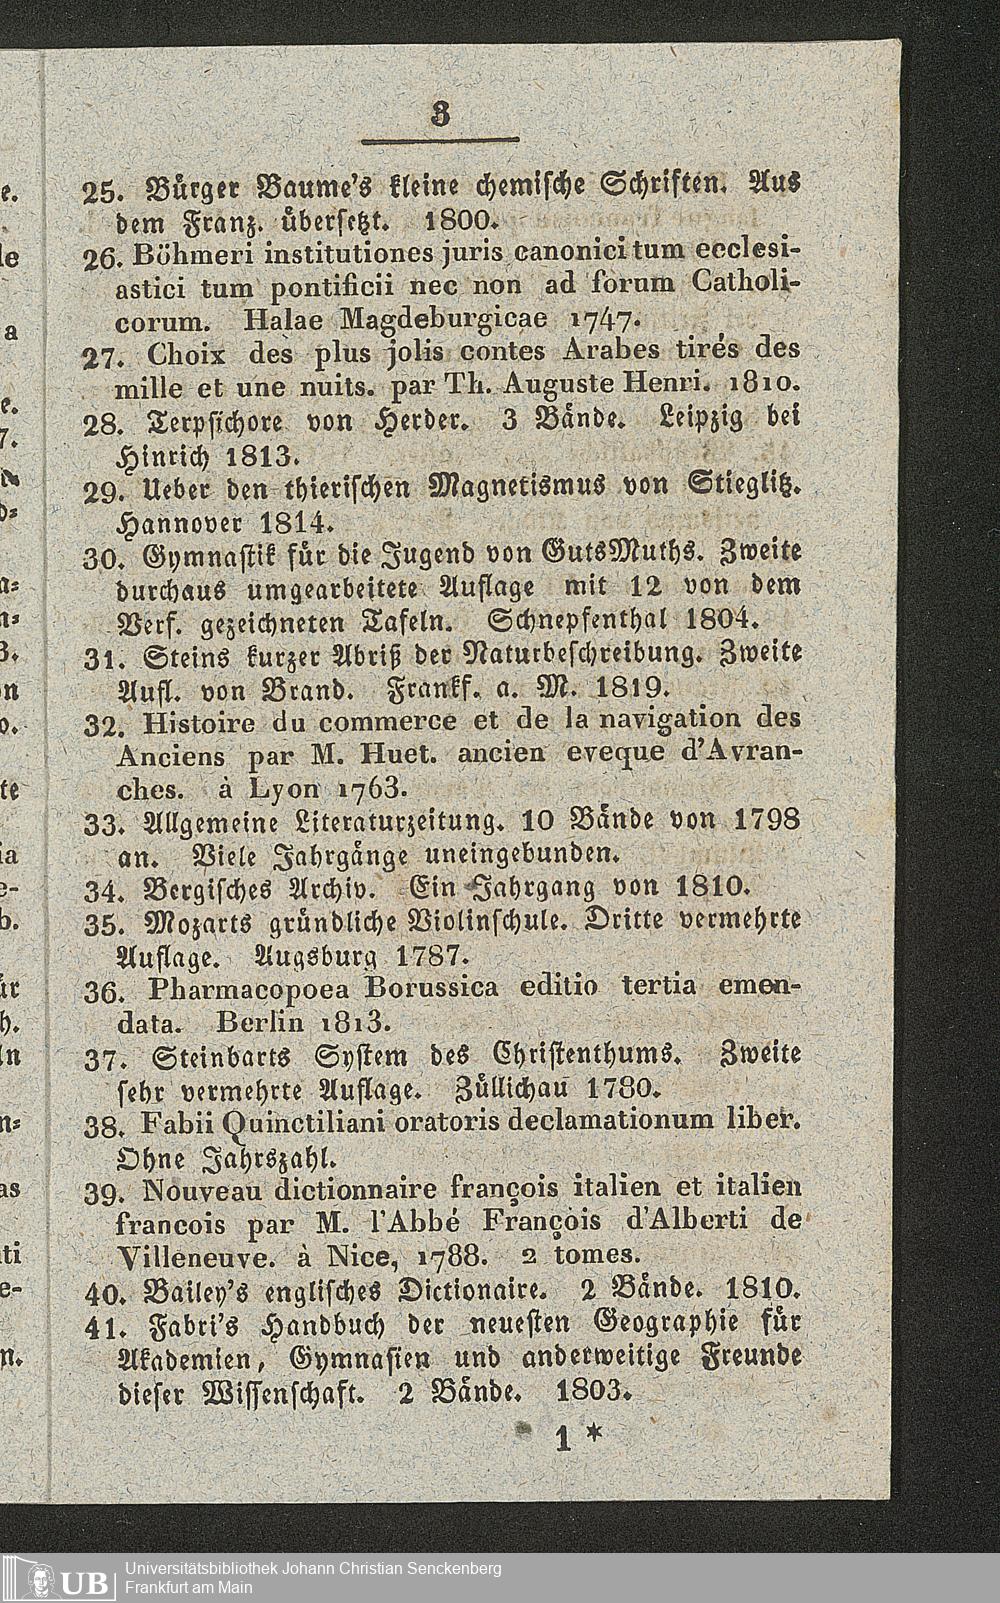 3
25. Bürger Baume's kleine chemische Schriften. Aus
dem Franz. übersetzt. 1800.
26. Böhmeri institutiones juris canonici tum ecclesi-
astici tum pontificii nec non ad forum Catholi-
corum. Halae Magdeburgicae 1747.
27. Choix des plus jolis contes Arabes tirés des
mille et une nuits. par Th. Auguste Henri. 1810.
28. Terpsichore von Herder. 3 Bände. Leipzig bei
Hinrich 1813.
29. Ueber den thierischen Magnetismus von Stieglitz.
Hannover 1814.
30. Gymnastik für die Jugend von GutsMuths. Zweite
durchaus umgearbeitete Auflage mit 12 von dem
Verf. gezeichneten Tafeln. Schnepfenthal 1804.
31. Steins kurzer Abriß der Naturbeschreibung. Zweite
Aufl. von Brand. Frankf. a. M. 1819.
32. Histoire du commerce et de la navigation des
Anciens par M. Huet. ancien eveque d'Avran-
ches. à Lyon 1763.
33. Allgemeine Literaturzeitung. 10 Bände von 1798
an. Viele Jahrgänge uneingebunden.
34. Bergisches Archiv. Ein Jahrgang von 1810.
35. Mozarts gründliche Violinschule. Dritte vermehrte
Auflage. Augsburg 1787.
36. Pharmacopoea Borussica editio tertia emen-
data. Berlin 1813.
37. Steinbarts System des Christenthums. Zweite
sehr vermehrte Auflage. Züllichau 1780.
38. Fabii Quinctiliani oratoris declamationum liber.
Ohne Jahrszahl.
39. Nouveau dictionnaire françois italien et italien
francois par M. l'Abbé François d'Alberti de
Villeneuve. à Nice, 1788. 2 tomes.
40. Bailey's englisches Dictionaire. 2 Bände. 1810.
41. Fabri's Handbuch der neuesten Geographie für
Akademien, Gymnasien und anderweitige Freunde
dieser Wissenschaft. 2 Bände. 1803.
1 *
UB
Universitätsbibliothek Johann Christian Senckenberg
Frankfurt am Main